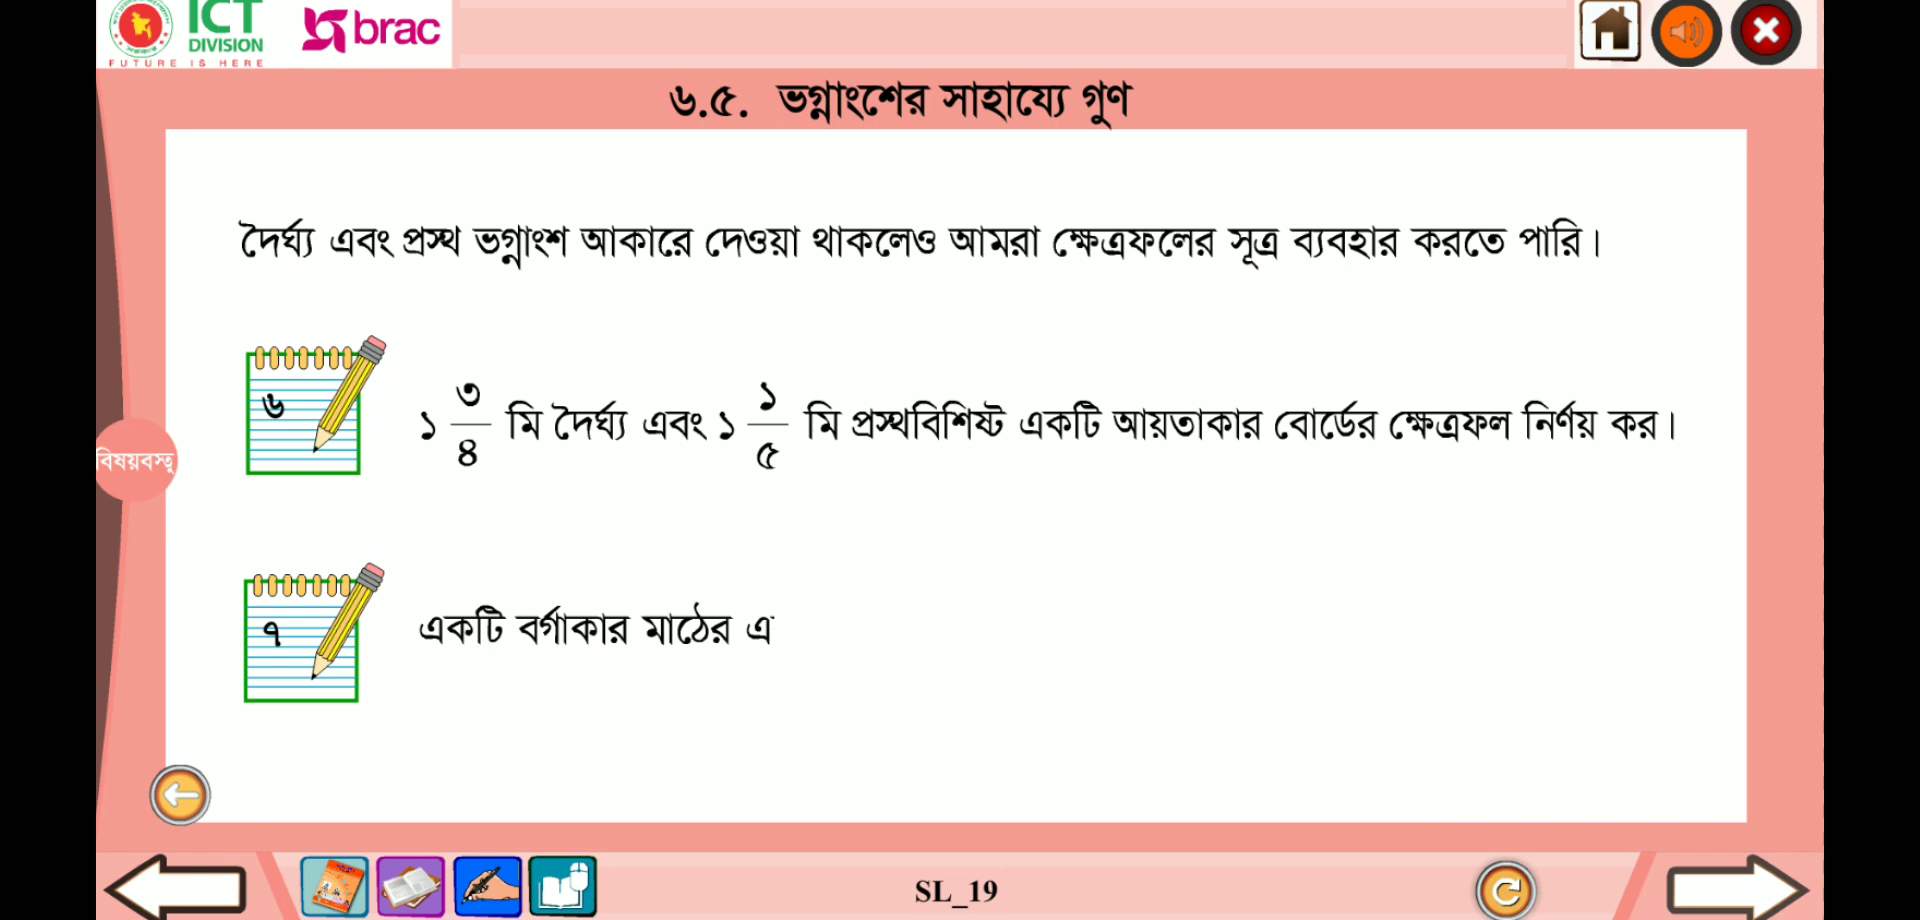 ICT
DIVISION
FUTURE IS HERE
brac
৬.৫. ভগ্নাংশের সাহায্যে গুণ
দৈর্ঘ্য এবং প্রস্থ ভগ্নাংশ আকারে দেওয়া থাকলেও আমরা ক্ষেত্রফলের সূত্র ব্যবহার করতে পারি।
৬
১ ৩/৪ মি দৈর্ঘ্য এবং ১ ১/৫ মি প্রস্থবিশিষ্ট একটি আয়তাকার বোর্ডের ক্ষেত্রফল নির্ণয় কর।
বিষয়বস্তু
৭
একটি বর্গাকার মাঠের এ
SL_19